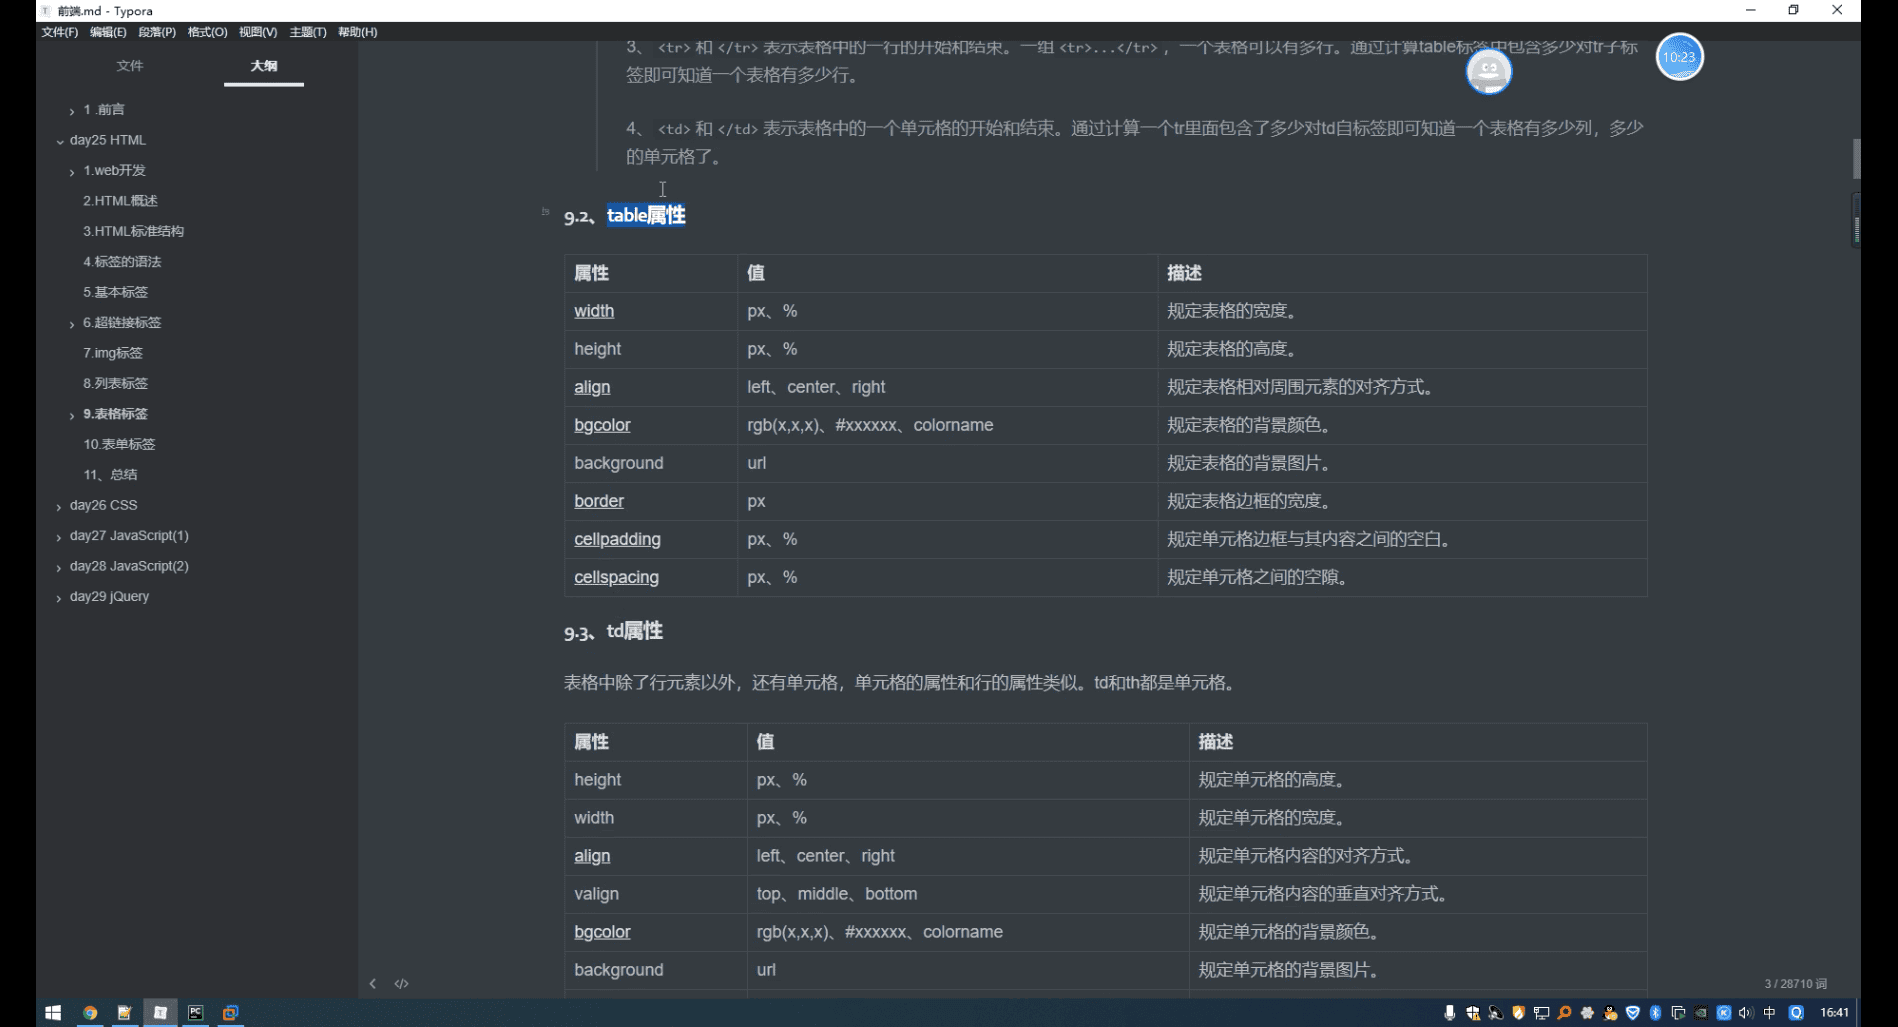 前端.md - Typora
文件(F) 编辑(E) 段落(P) 格式(O) 视图(V) 主题(T) 帮助(H)
文件 大纲
1 .前言
day25 HTML
1.web开发
2.HTML概述
3.HTML标准结构
4.标签的语法
5.基本标签
6.超链接标签
7.img标签
8.列表标签
9.表格标签
10.表单标签
11、总结
day26 CSS
day27 JavaScript(1)
day28 JavaScript(2)
day29 jQuery
3、 <tr> 和 </tr> 表示表格中的一行的开始和结束。一组 <tr>...</tr> ，一个表格可以有多行。通过计算table标签中包含多少对tr子标
签即可知道一个表格有多少行。
10:23
4、 <td> 和 </td> 表示表格中的一个单元格的开始和结束。通过计算一个tr里面包含了多少对td自标签即可知道一个表格有多少列，多少
的单元格了。
9.2、table属性
属性 值 描述
width px、% 规定表格的宽度。
height px、% 规定表格的高度。
align left、center、right 规定表格相对周围元素的对齐方式。
bgcolor rgb(x,x,x)、#xxxxxx、colorname 规定表格的背景颜色。
background url 规定表格的背景图片。
border px 规定表格边框的宽度。
cellpadding px、% 规定单元格边框与其内容之间的空白。
cellspacing px、% 规定单元格之间的空隙。
9.3、td属性
表格中除了行元素以外，还有单元格，单元格的属性和行的属性类似。td和th都是单元格。
属性 值 描述
height px、% 规定单元格的高度。
width px、% 规定单元格的宽度。
align left、center、right 规定单元格内容的对齐方式。
valign top、middle、bottom 规定单元格内容的垂直对齐方式。
bgcolor rgb(x,x,x)、#xxxxxx、colorname 规定单元格的背景颜色。
background url 规定单元格的背景图片。
3 / 28710 词
中 16:41